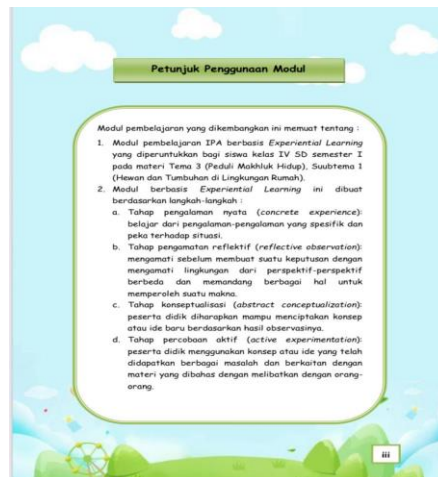 Petunjuk Penggunaan Modul
Modul pembelajaran yang dikembangkan ini memuat tentang :
1. Modul pembelajaran IPA berbasis Experiential Learning
yang diperuntukkan bagi siswa kelas IV SD semester I
pada materi Tema 3 (Peduli Makhluk Hidup), Suubtema 1
(Hewan dan Tumbuhan di Lingkungan Rumah).
2. Modul berbasis Experiential Learning ini dibuat
berdasarkan langkah-langkah :
a. Tahap pengalaman nyata (concrete experience):
belajar dari pengalaman-pengalaman yang spesifik dan
peka terhadap situasi.
b. Tahap pengamatan reflektif (reflective observation):
mengamati sebelum membuat suatu keputusan dengan
mengamati lingkungan dari perspektif-perspektif
berbeda dan memandang berbagai hal untuk
memperoleh suatu makna.
c. Tahap konseptualisasi (abstract conceptualization):
peserta didik diharapkan mampu menciptakan konsep
atau ide baru berdasarkan hasil observasinya.
d. Tahap percobaan aktif (active experimentation):
peserta didik menggunakan konsep atau ide yang telah
didapatkan berbagai masalah dan berkaitan dengan
materi yang dibahas dengan melibatkan dengan orang-
orang.
iii